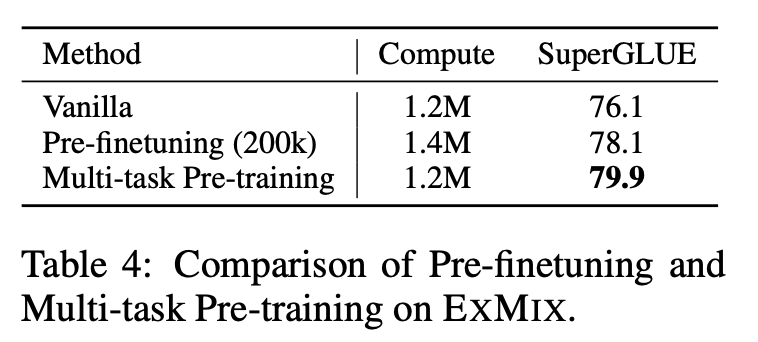 Method Compute SuperGLUE
Vanilla 1.2M 76.1
Pre-finetuning (200k) 1.4M 78.1
Multi-task Pre-training 1.2M 79.9
Table 4: Comparison of Pre-finetuning and
Multi-task Pre-training on EXMIX.